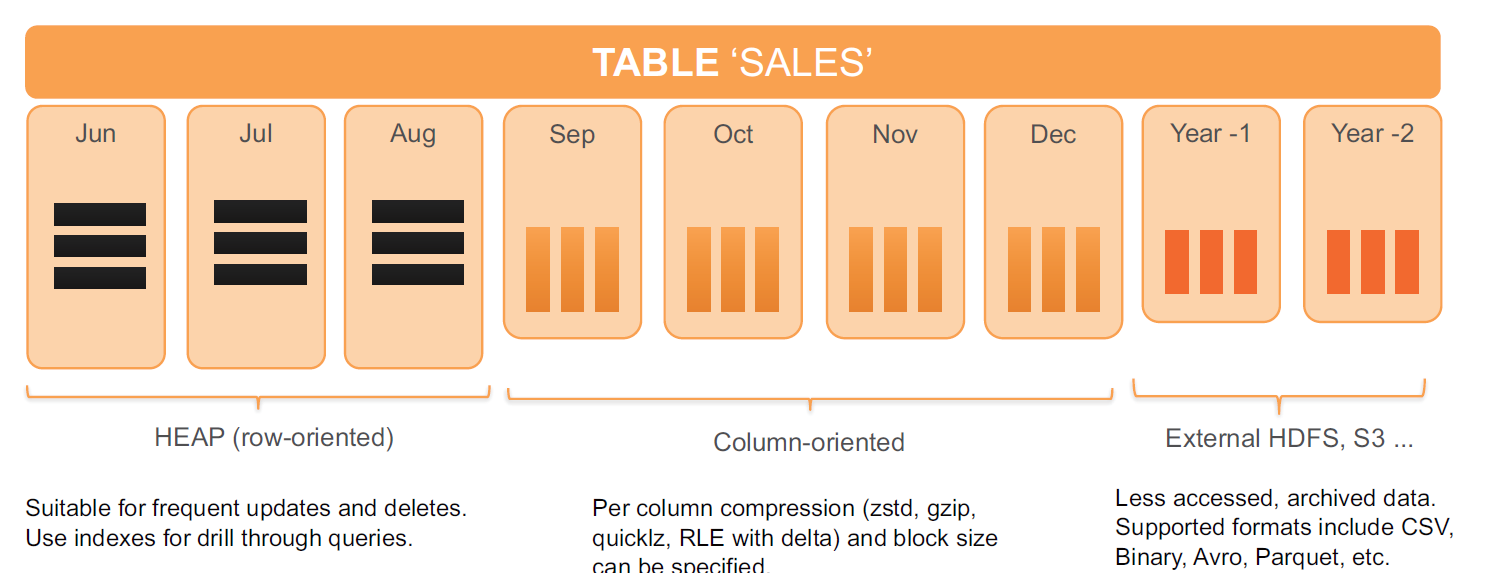 TABLE ‘SALES’
Jun
Jul
Aug
Sep
Oct
Nov
Dec
Year -1
Year -2
HEAP (row-oriented)
Column-oriented
External HDFS, S3 ...
Suitable for frequent updates and deletes.
Use indexes for drill through queries.
Per column compression (zstd, gzip,
quicklz, RLE with delta) and block size
can be specified.
Less accessed, archived data.
Supported formats include CSV,
Binary, Avro, Parquet, etc.